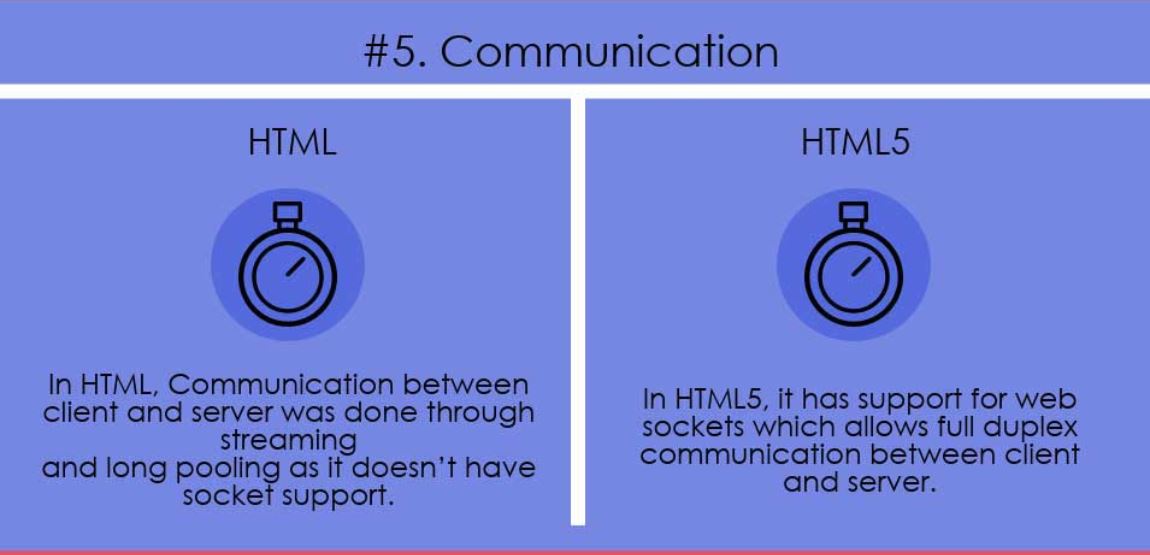 #5. Communication
HTML
In HTML, Communication between
client and server was done through
streaming
and long pooling as it doesn't have
socket support.
HTML5
In HTML5, it has support for web
sockets which allows full duplex
communication between client
and server.